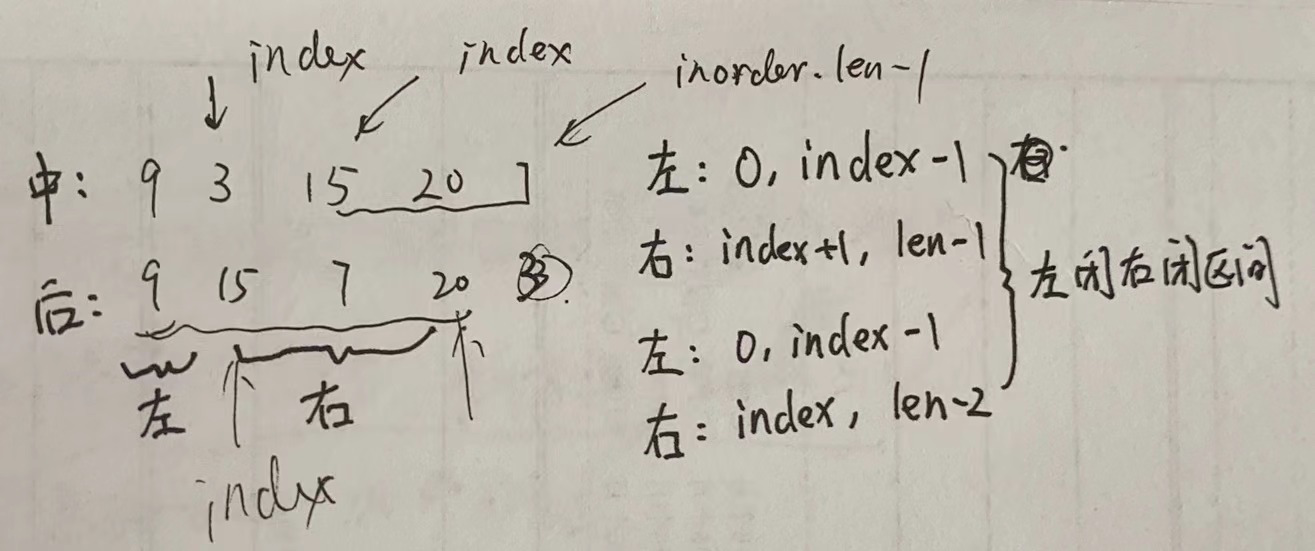 index index inorder.len-1
中: 9 3 15 20 7
后: 9 15 7 20
左 右
index
左: 0, index-1
右: index+1, len-1
左: 0, index-1
右: index, len-2
左闭右闭区间